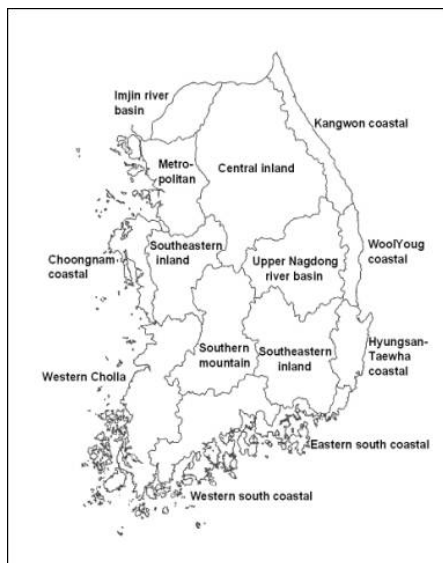 Imjin river
basin
Kangwon coastal
Metro-
politan
Central inland
Choongnam
coastal
Southeastern
inland
Upper Nagdong
river basin
WoolYoug
coastal
Hyungsan-
Taewha
coastal
Western Cholla
Southern
mountain
Southeastern
inland
Eastern south coastal
Western south coastal